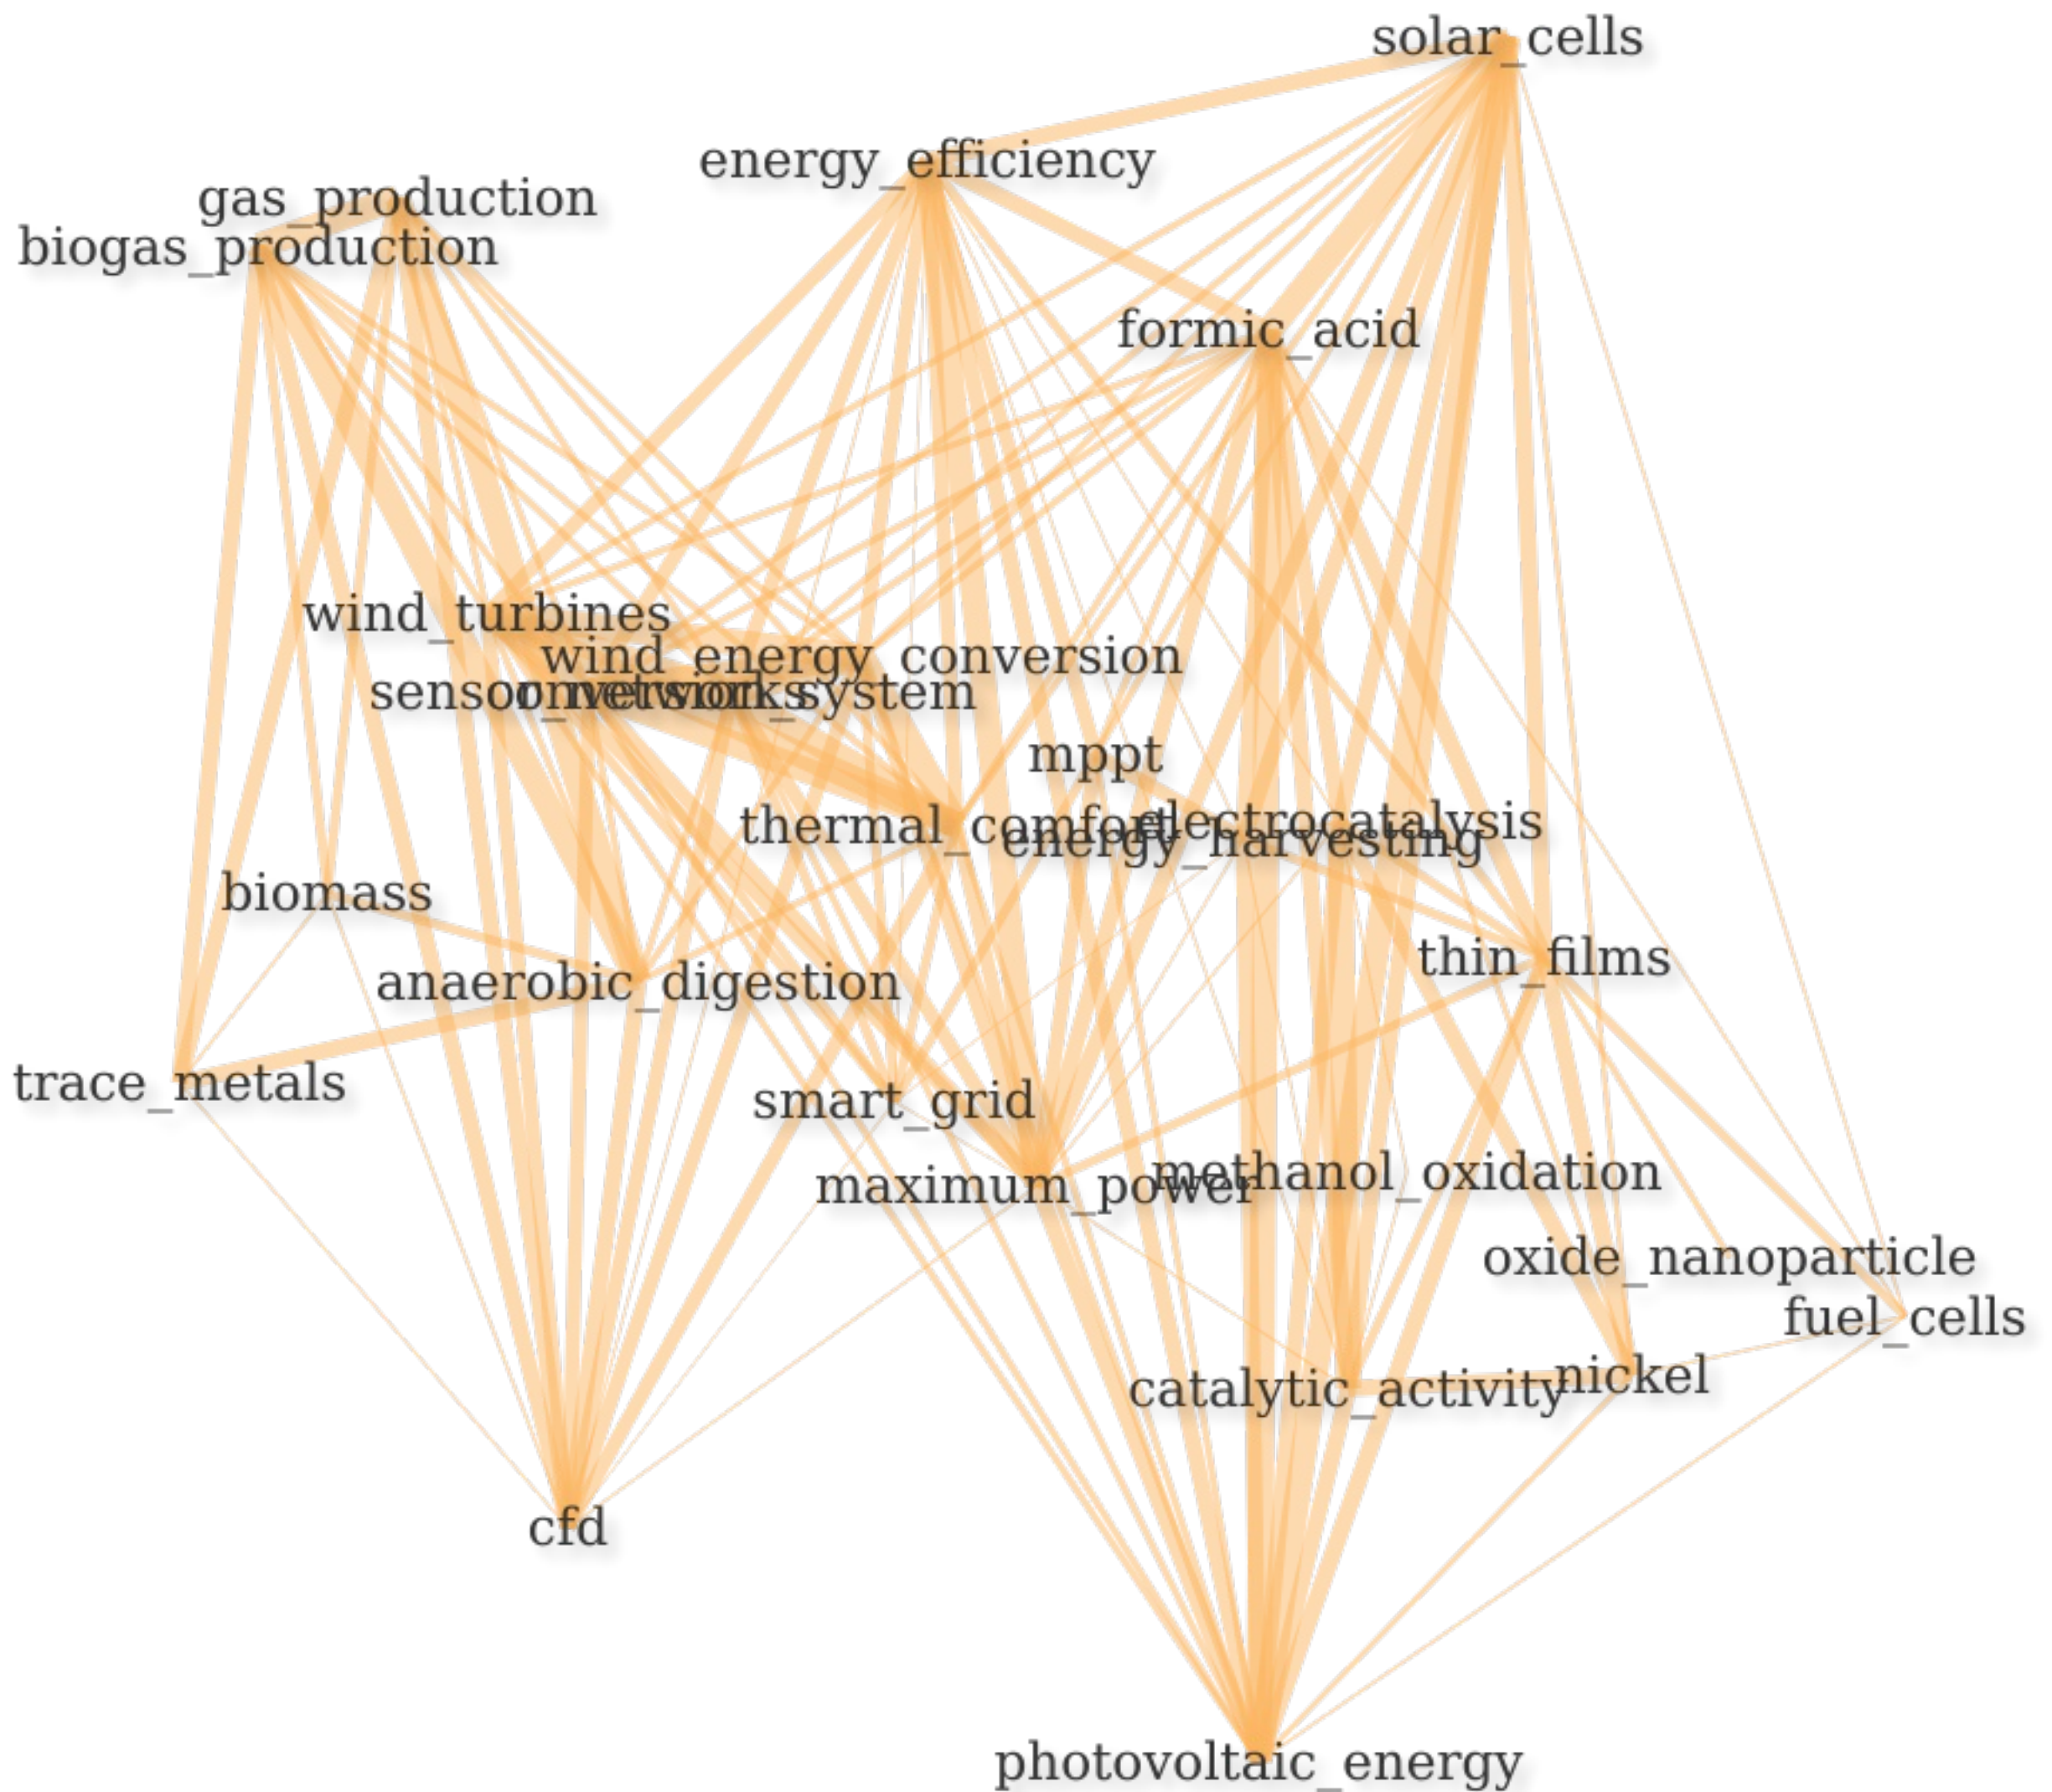 solar_cells
energy_efficiency
gas_production
biogas_production
formic_acid
wind_turbines
wind_energy_conversion
sensor_networks
mppt
thermal_comfort
electrocatalysis
energy_harvesting
biomass
thin_films
anaerobic_digestion
trace_metals
smart_grid
methanol_oxidation
maximum_power
oxide_nanoparticle
fuel_cells
nickel
catalytic_activity
cfd
photovoltaic_energy